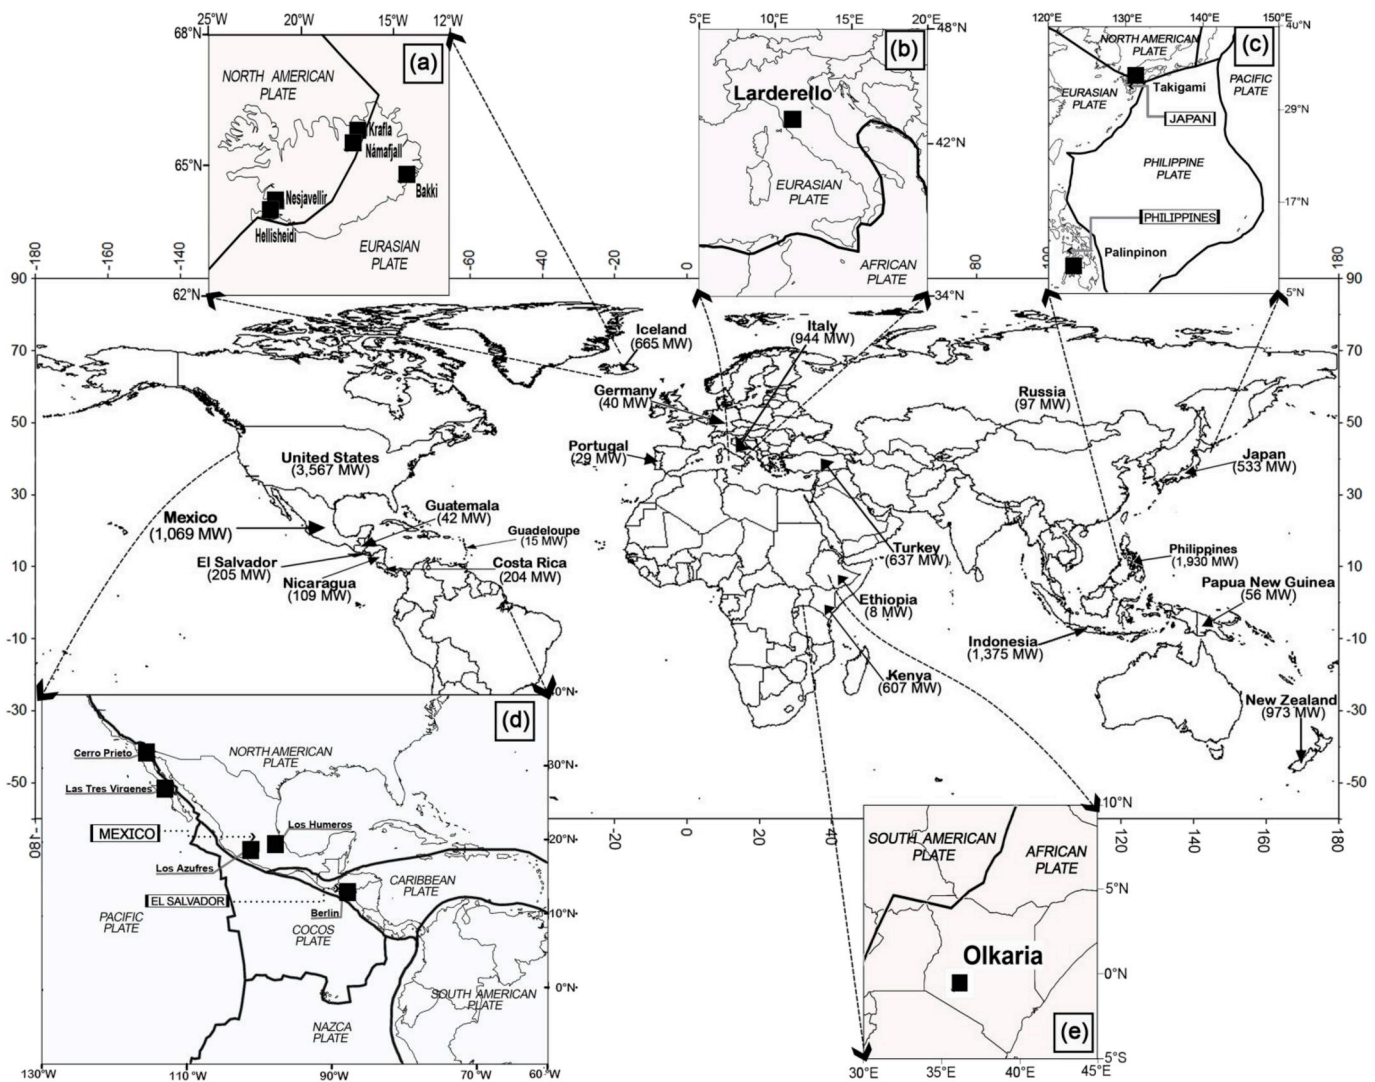 25°W 20°W 15°W 12°W
68°N
65°N
62°N
(a)
NORTH AMERICAN
PLATE
Krafla
Námafjall
Bakki
Nesjavellir
Hellisheidi
EURASIAN
PLATE
5°E 10°E 15°E 20°E
48°N
42°N
34°N
(b)
Larderello
EURASIAN
PLATE
AFRICAN
PLATE
120°E 130°E 140°E 150°E
40°N
29°N
17°N
5°N
(c)
NORTH AMERICAN
PLATE
PACIFIC
PLATE
EURASIAN
PLATE
Takigami
JAPAN
PHILIPPINE
PLATE
PHILIPPINES
Palinpinon
-180 -140 -60 -40 -20 0 80 180
90 90
70 70
50 50
30 30
10 10
-10 -10
-30 -30
-50 -50
Iceland
(665 MW)
Italy
(944 MW)
Germany
(40 MW)
Russia
(97 MW)
Portugal
(29 MW)
Japan
(533 MW)
United States
(3,567 MW)
Guatemala
(42 MW)
Mexico
(1,069 MW)
Guadeloupe
(15 MW)
El Salvador
(205 MW)
Costa Rica
(204 MW)
Nicaragua
(109 MW)
Turkey
(637 MW)
Philippines
(1,930 MW)
Papua New Guinea
(56 MW)
Ethiopia
(8 MW)
Indonesia
(1,375 MW)
Kenya
(607 MW)
New Zealand
(973 MW)
-20 0 20 40 60 80 100 120 140 160 180
(d)
40°N
30°N
20°N
10°N
0°N
NORTH AMERICAN
PLATE
Cerro Prieto
Las Tres Virgenes
MEXICO
Los Humeros
Los Azufres
EL SALVADOR
Berlin
CARIBBEAN
PLATE
PACIFIC
PLATE
COCOS
PLATE
SOUTH AMERICAN
PLATE
NAZCA
PLATE
130°W 110°W 90°W 70°W 60°W
10°N
5°N
0°N
5°S
SOUTH AMERICAN
PLATE
AFRICAN
PLATE
Olkaria
(e)
30°E 35°E 40°E 45°E